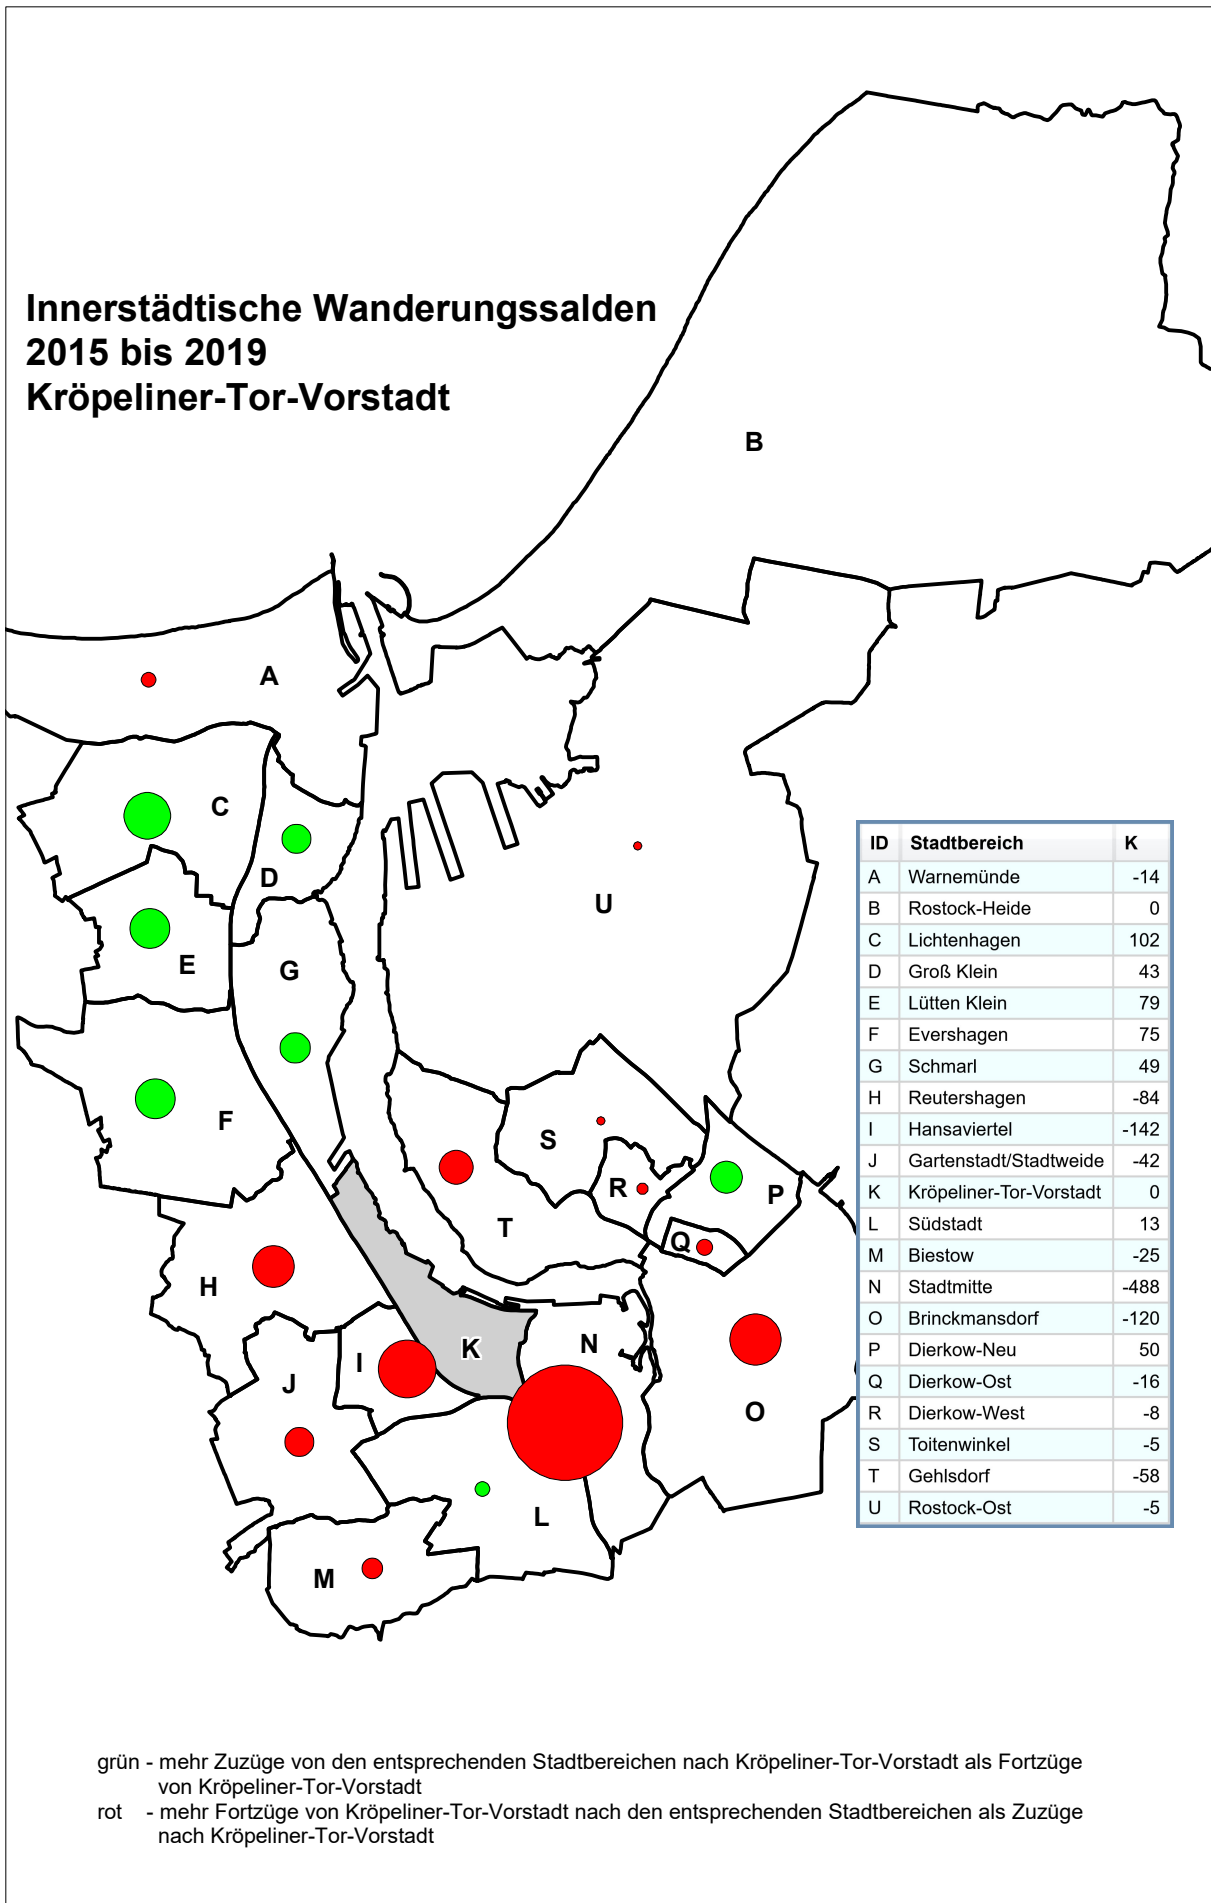 Innerstädtische Wanderungssalden
2015 bis 2019
Kröpeliner-Tor-Vorstadt
B
A
C
D
U
E
G
F
S
R
P
T
Q
H
K
N
I
J
O
L
M
ID Stadtbereich K
A Warnemünde -14
B Rostock-Heide 0
C Lichtenhagen 102
D Groß Klein 43
E Lütten Klein 79
F Evershagen 75
G Schmarl 49
H Reutershagen -84
I Hansaviertel -142
J Gartenstadt/Stadtweide -42
K Kröpeliner-Tor-Vorstadt 0
L Südstadt 13
M Biestow -25
N Stadtmitte -488
O Brinckmansdorf -120
P Dierkow-Neu 50
Q Dierkow-Ost -16
R Dierkow-West -8
S Toitenwinkel -5
T Gehlsdorf -58
U Rostock-Ost -5
grün - mehr Zuzüge von den entsprechenden Stadtbereichen nach Kröpeliner-Tor-Vorstadt als Fortzüge
von Kröpeliner-Tor-Vorstadt
rot - mehr Fortzüge von Kröpeliner-Tor-Vorstadt nach den entsprechenden Stadtbereichen als Zuzüge
nach Kröpeliner-Tor-Vorstadt